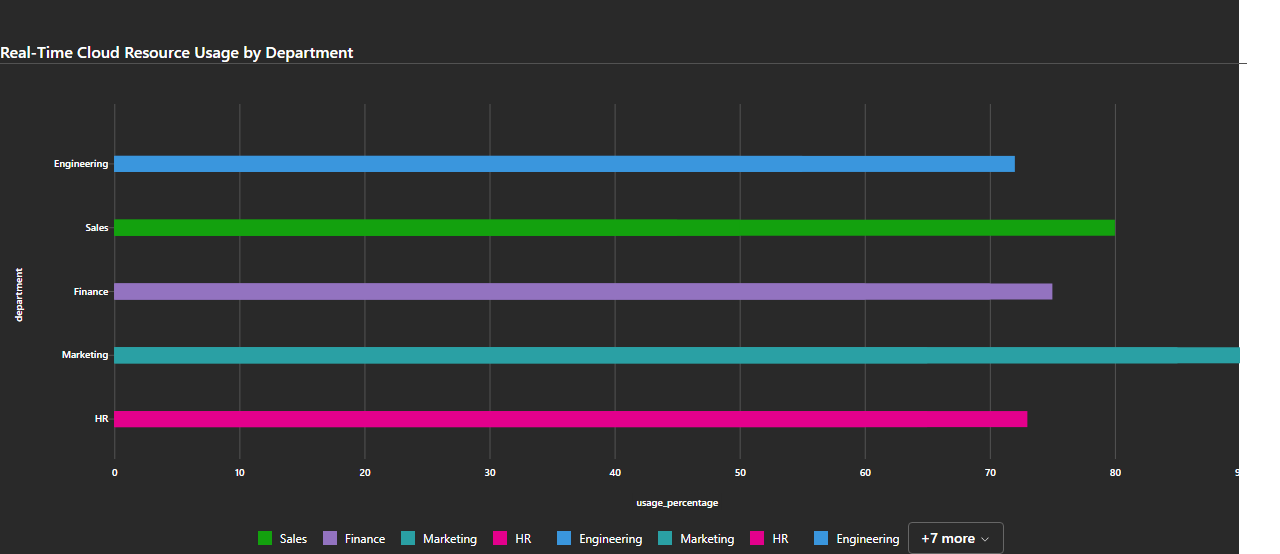 Real-Time Cloud Resource Usage by Department
Engineering
Sales
Finance
Marketing
HR
department
0 10 20 30 40 50 60 70 80 9
usage_percentage
Sales Finance Marketing HR Engineering Marketing HR Engineering +7 more